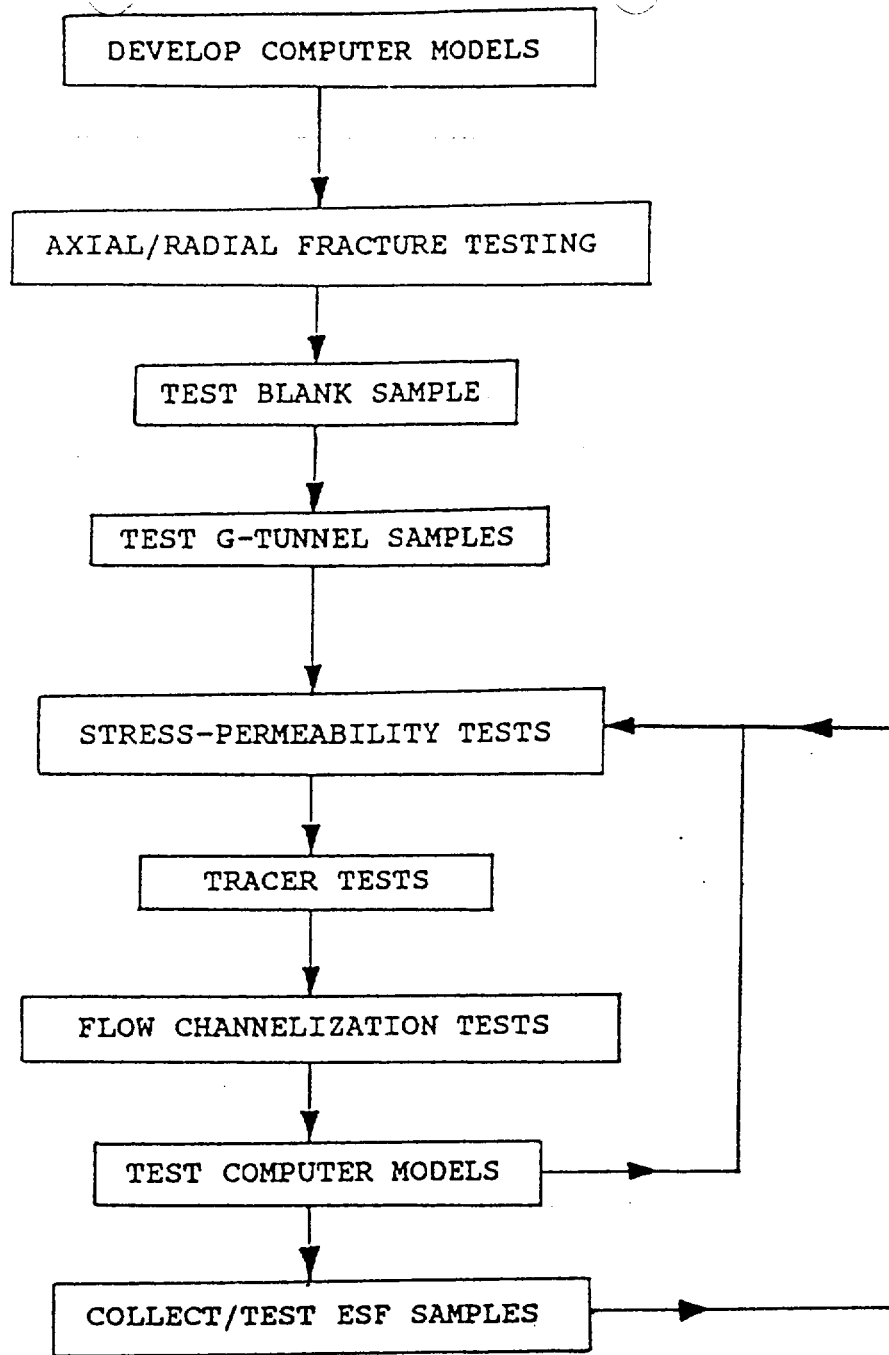 DEVELOP COMPUTER MODELS
AXIAL/RADIAL FRACTURE TESTING
TEST BLANK SAMPLE
TEST G-TUNNEL SAMPLES
STRESS-PERMEABILITY TESTS
TRACER TESTS
FLOW CHANNELIZATION TESTS
TEST COMPUTER MODELS
COLLECT/TEST ESF SAMPLES